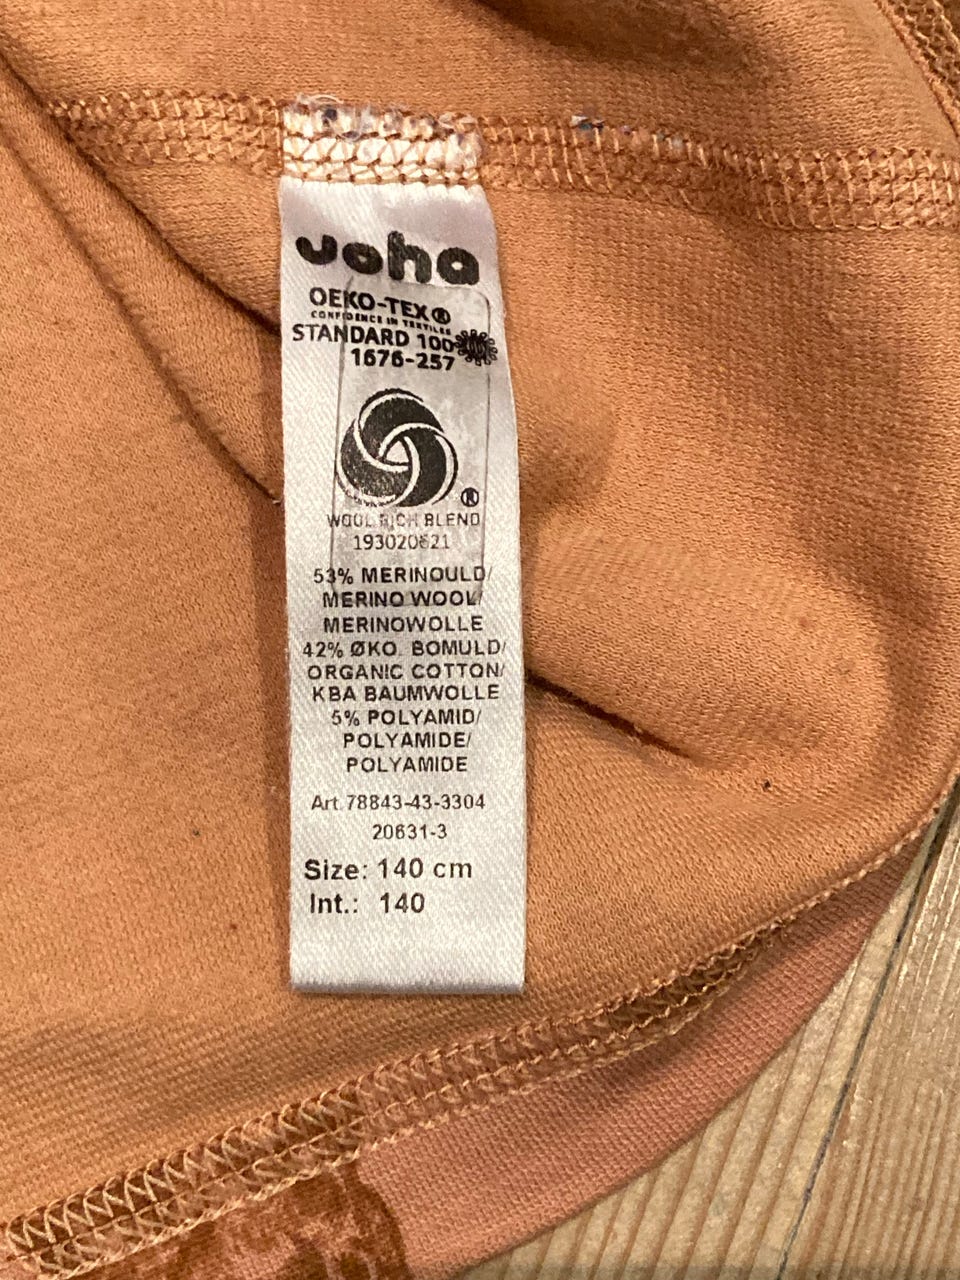 Joha
OEKO-TEX®
CONFIDENCE IN TEXTILES
STANDARD 100
1676-257
®
WOOL RICH BLEND
193020621
53% MERINOULD/
MERINO WOOL/
MERINOWOLLE
42% ØKO. BOMULD/
ORGANIC COTTON/
KBA BAUMWOLLE
5% POLYAMID/
POLYAMIDE/
POLYAMIDE
Art.78843-43-3304
20631-3
Size: 140 cm
Int.: 140